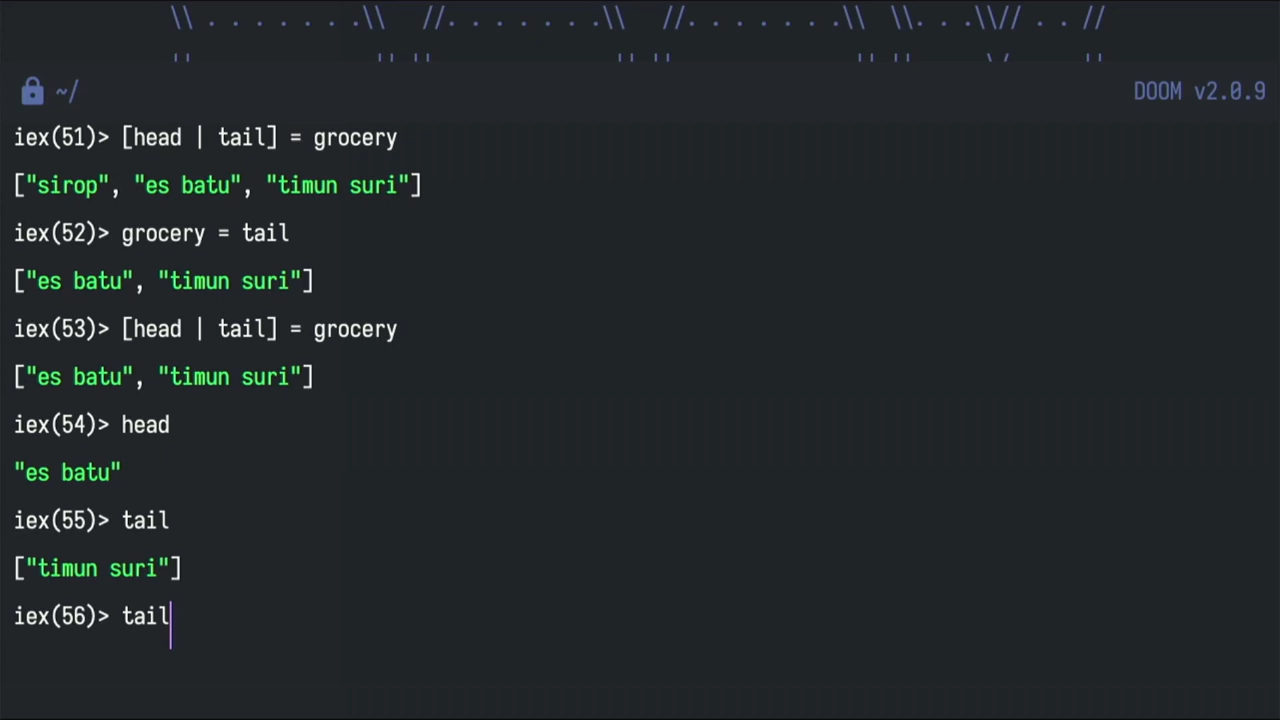 \\ . . . . . . .\\   //. . . . . . .\\   //. . . . . . .\\  \\. . .\\// . . //
~/
DOOM v2.0.9
iex(51)> [head | tail] = grocery
["sirop", "es batu", "timun suri"]
iex(52)> grocery = tail
["es batu", "timun suri"]
iex(53)> [head | tail] = grocery
["es batu", "timun suri"]
iex(54)> head
"es batu"
iex(55)> tail
["timun suri"]
iex(56)> tail